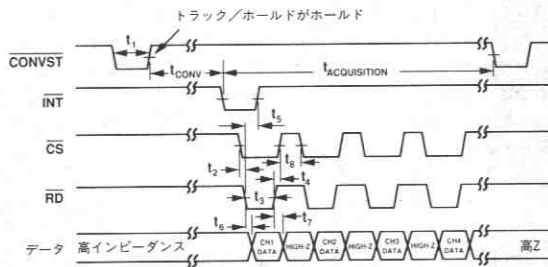 トラック／ホールドがホールド
t1
CONVST
tCONV
tACQUISITION
INT
t5
CS
t2
t8
t4
RD
t3
t6
t7
データ 高インピーダンス CH1 DATA HIGH-Z CH2 DATA HIGH-Z CH3 DATA HIGH-Z CH4 DATA 高Z